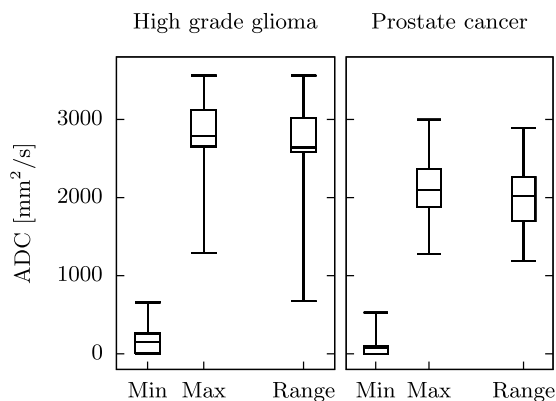 High grade glioma
Prostate cancer
ADC [mm²/s]
3000
2000
1000
0
Min Max Range
Min Max Range